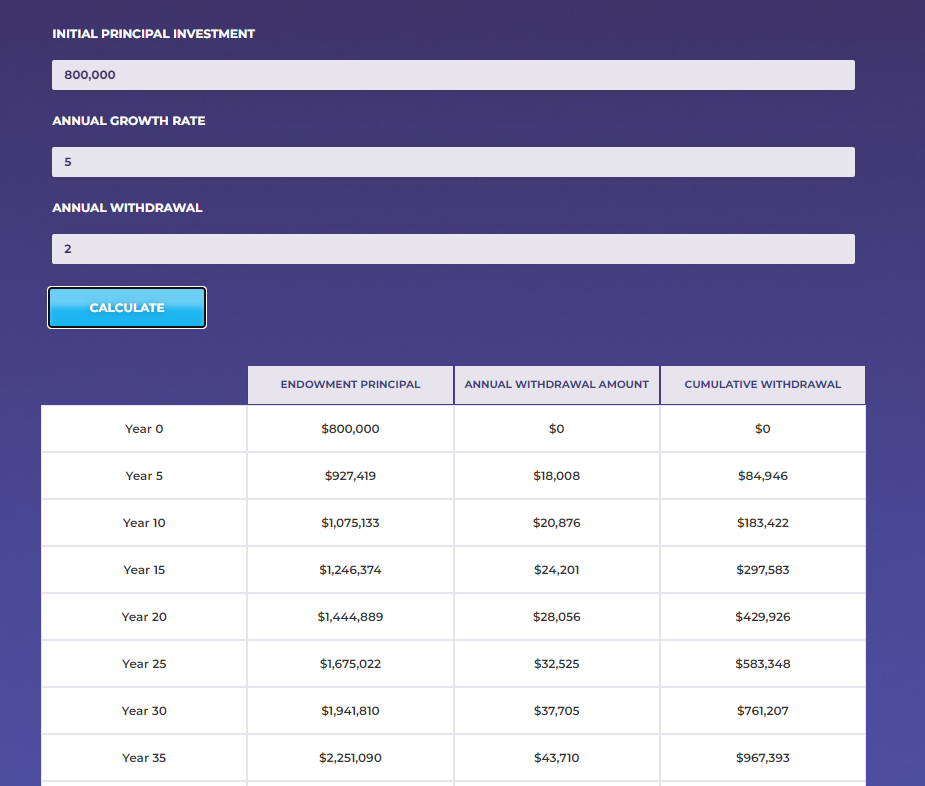 INITIAL PRINCIPAL INVESTMENT
800,000
ANNUAL GROWTH RATE
5
ANNUAL WITHDRAWAL
2
CALCULATE
ENDOWMENT PRINCIPAL ANNUAL WITHDRAWAL AMOUNT CUMULATIVE WITHDRAWAL
Year 0 $800,000 $0 $0
Year 5 $927,419 $18,008 $84,946
Year 10 $1,075,133 $20,876 $183,422
Year 15 $1,246,374 $24,201 $297,583
Year 20 $1,444,889 $28,056 $429,926
Year 25 $1,675,022 $32,525 $583,348
Year 30 $1,941,810 $37,705 $761,207
Year 35 $2,251,090 $43,710 $967,393